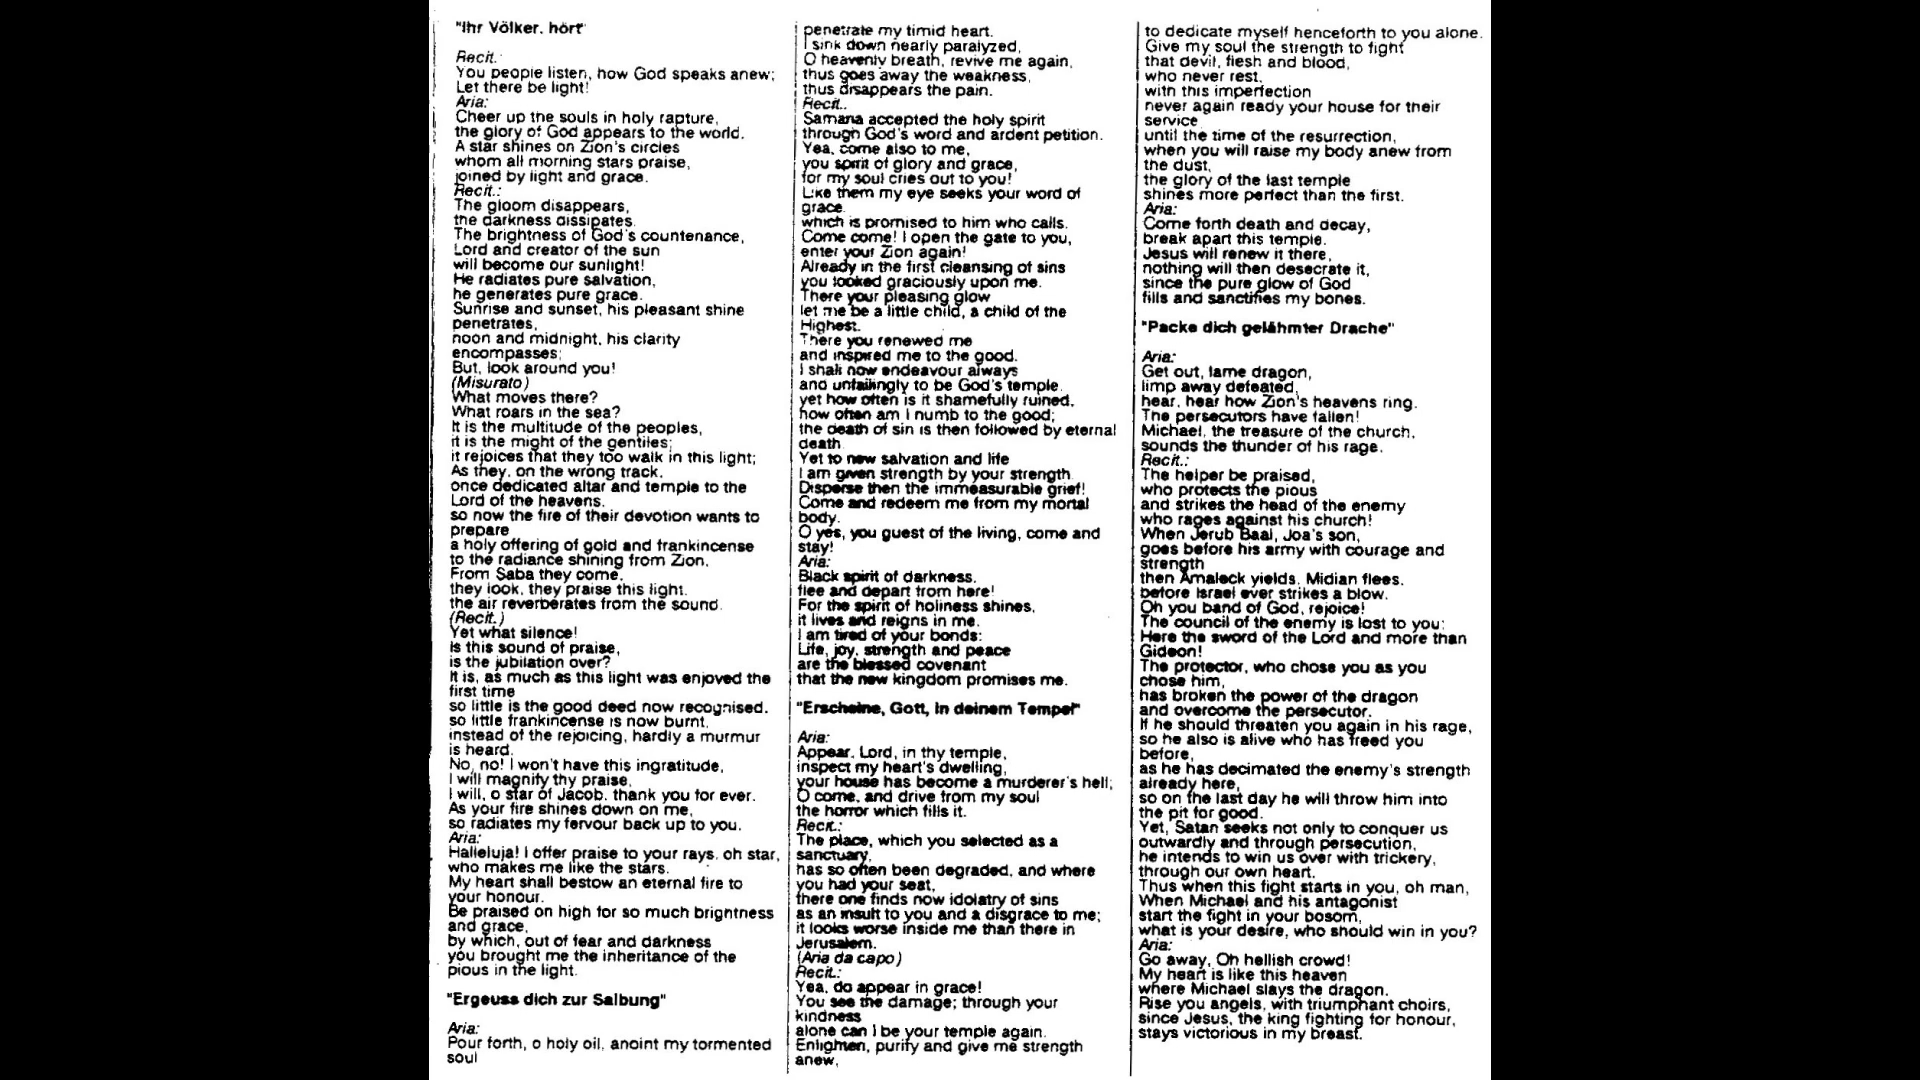 "Ihr Völker, hört"
Recit.:
You people listen, how God speaks anew;
Let there be light!
Aria:
Cheer up the souls in holy rapture,
the glory of God appears to the world.
A star shines on Zion's circles
whom all morning stars praise,
joined by light and grace.
Recit.:
The gloom disappears,
the darkness dissipates.
The brightness of God's countenance,
Lord and creator of the sun
will become our sunlight!
He radiates pure salvation,
he generates pure grace.
Sunrise and sunset, his pleasant shine
penetrates,
noon and midnight, his clarity
encompasses;
But, look around you!
(Misurato)
What moves there?
What roars in the sea?
It is the multitude of the peoples,
it is the might of the gentiles;
it rejoices that they too walk in this light;
As they, on the wrong track,
once dedicated altar and temple to the
Lord of the heavens.
so now the fire of their devotion wants to
prepare
a holy offering of gold and frankincense
to the radiance shining from Zion.
From Saba they come,
they look, they praise this light.
the air reverberates from the sound.
(Recit.)
Yet what silence!
Is this sound of praise,
is the jubilation over?
It is, as much as this light was enjoyed the
first time
so little is the good deed now recognised.
so little frankincense is now burnt.
instead of the rejoicing, hardly a murmur
is heard.
No, no! I won't have this ingratitude,
I will magnify thy praise,
I will, o star of Jacob, thank you for ever.
As your fire shines down on me,
so radiates my fervour back up to you.
Aria:
Halleluja! I offer praise to your rays, oh star,
who makes me like the stars.
My heart shall bestow an eternal fire to
your honour.
Be praised on high for so much brightness
and grace,
by which, out of fear and darkness
you brought me the inheritance of the
pious in the light.
"Ergeuss dich zur Salbung"
Aria:
Pour forth, o holy oil, anoint my tormented
soul
penetrate my timid heart.
I sink down nearly paralyzed,
O heavenly breath, revive me again,
thus goes away the weakness,
thus disappears the pain.
Recit.:
Samaria accepted the holy spirit
through God's word and ardent petition.
Yea, come also to me,
you spirit of glory and grace,
for my soul cries out to you!
Like them my eye seeks your word of
grace
which is promised to him who calls.
Come come! I open the gate to you,
enter your Zion again!
Already in the first cleansing of sins
you looked graciously upon me.
There your pleasing glow
let me be a little child, a child of the
Highest.
There you renewed me
and inspired me to the good.
I shall now endeavour always
and unfailingly to be God's temple.
yet how often is it shamefully ruined,
how often am I numb to the good;
the death of sin is then followed by eternal
death
Yet to new salvation and life
I am given strength by your strength.
Disperse then the immeasurable grief!
Come and redeem me from my mortal
body.
O yes, you guest of the living, come and
stay!
Aria:
Black spirit of darkness,
flee and depart from here!
For the spirit of holiness shines,
it lives and reigns in me.
I am tired of your bonds:
Life, joy, strength and peace
are the blessed covenant
that the new kingdom promises me.
"Erscheine, Gott, in deinem Tempel"
Aria:
Appear, Lord, in thy temple,
inspect my heart's dwelling,
your house has become a murderer's hell;
O come, and drive from my soul
the horror which fills it.
Recit.:
The place, which you selected as a
sanctuary,
has so often been degraded, and where
you had your seat,
there one finds now idolatry of sins
as an insult to you and a disgrace to me;
it looks worse inside me than there in
Jerusalem.
(Aria da capo)
Recit.:
Yea, do appear in grace!
You see the damage; through your
kindness
alone can I be your temple again.
Enlighten, purify and give me strength
anew,
to dedicate myself henceforth to you alone.
Give my soul the strength to fight
that devil, flesh and blood,
who never rest,
with this imperfection
never again ready your house for their
service
until the time of the resurrection,
when you will raise my body anew from
the dust,
the glory of the last temple
shines more perfect than the first.
Aria:
Come forth death and decay,
break apart this temple.
Jesus will renew it there,
nothing will then desecrate it,
since the pure glow of God
fills and sanctifies my bones.
"Packe dich gelähmter Drache"
Aria:
Get out, lame dragon,
limp away defeated,
hear, hear how Zion's heavens ring.
The persecutors have fallen!
Michael, the treasure of the church,
sounds the thunder of his rage.
Recit.:
The helper be praised,
who protects the pious
and strikes the head of the enemy
who rages against his church!
When Jerub Baal, Joa's son,
goes before his army with courage and
strength
then Amaleck yields, Midian flees.
before Israel ever strikes a blow.
Oh you band of God, rejoice!
The council of the enemy is lost to you:
Here the sword of the Lord and more than
Gideon!
The protector, who chose you as you
chose him,
has broken the power of the dragon
and overcome the persecutor.
If he should threaten you again in his rage,
so he also is alive who has freed you
before,
as he has decimated the enemy's strength
already here,
so on the last day he will throw him into
the pit for good.
Yet, Satan seeks not only to conquer us
outwardly and through persecution,
he intends to win us over with trickery,
through our own heart.
Thus when this fight starts in you, oh man,
When Michael and his antagonist
start the fight in your bosom,
what is your desire, who should win in you?
Aria:
Go away, Oh hellish crowd!
My heart is like this heaven
where Michael slays the dragon.
Rise you angels, with triumphant choirs,
since Jesus, the king fighting for honour,
stays victorious in my breast.